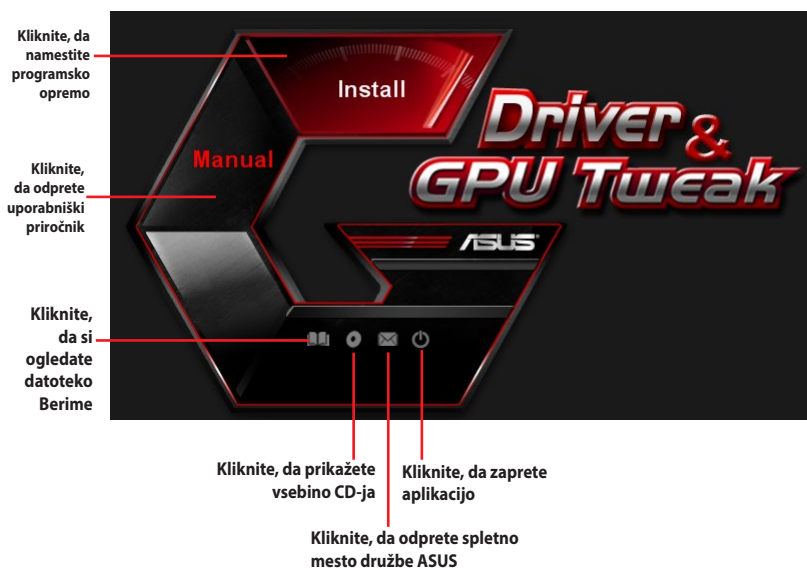 Kliknite, da
namestite
programsko
opremo
Install
Driver &
GPU Tweak
Manual
Kliknite,
da odprete
uporabniški
priročnik
ASUS
Kliknite,
da si
ogledate
datoteko
Berime
Kliknite, da prikažete
vsebino CD-ja
Kliknite, da zaprete
aplikacijo
Kliknite, da odprete spletno
mesto družbe ASUS